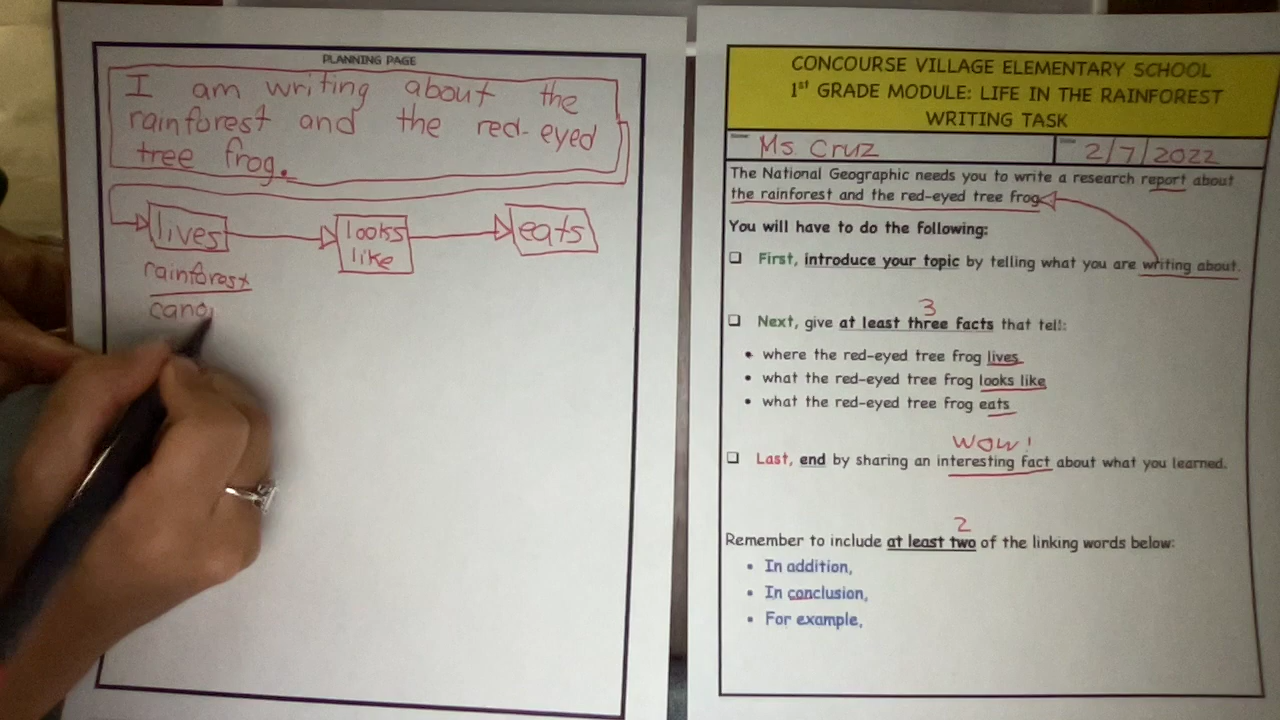 PLANNING PAGE
I am writing about the
rainforest and the red-eyed
tree frog.
lives
looks
like
eats
rainforest
CONCOURSE VILLAGE ELEMENTARY SCHOOL
1st GRADE MODULE: LIFE IN THE RAINFOREST
WRITING TASK
Ms Cruz
2/7/2022
The National Geographic needs you to write a research report about
the rainforest and the red-eyed tree frog
You will have to do the following:
First, introduce your topic by telling what you are writing about.
3
Next, give at least three facts that tell:
• where the red-eyed tree frog lives
• what the red-eyed tree frog looks like
• what the red-eyed tree frog eats
WOW!
Last, end by sharing an interesting fact about what you learned.
2
Remember to include at least two of the linking words below:
• In addition,
• In conclusion,
• For example,